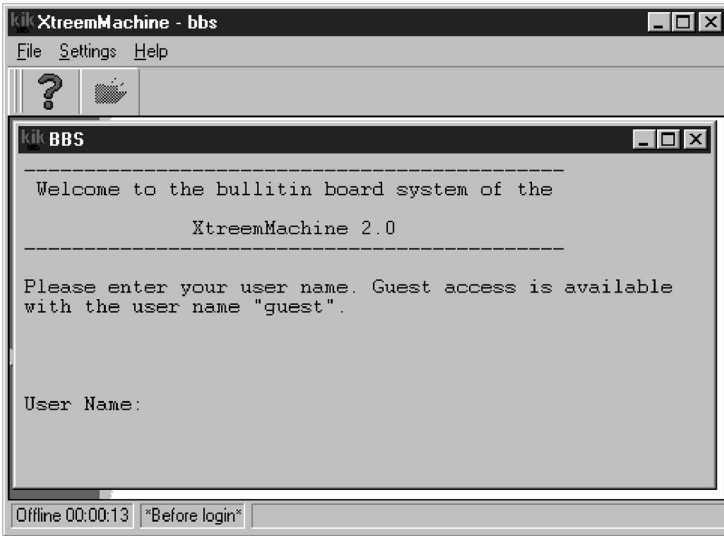 kik XtreemMachine - bbs
File Settings Help
kik BBS
---------------------------------------------
Welcome to the bullitin board system of the
XtreemMachine 2.0
---------------------------------------------
Please enter your user name. Guest access is available
with the user name "guest".
User Name:
Offline 00:00:13 *Before login*